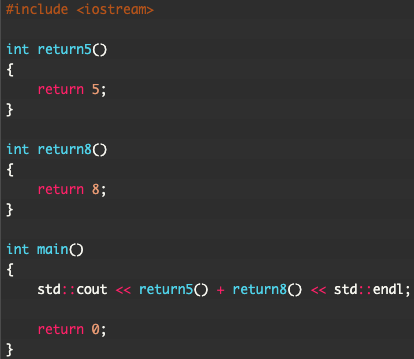 #include <iostream>

int return5()
{
    return 5;
}

int return8()
{
    return 8;
}

int main()
{
    std::cout << return5() + return8() << std::endl;

    return 0;
}